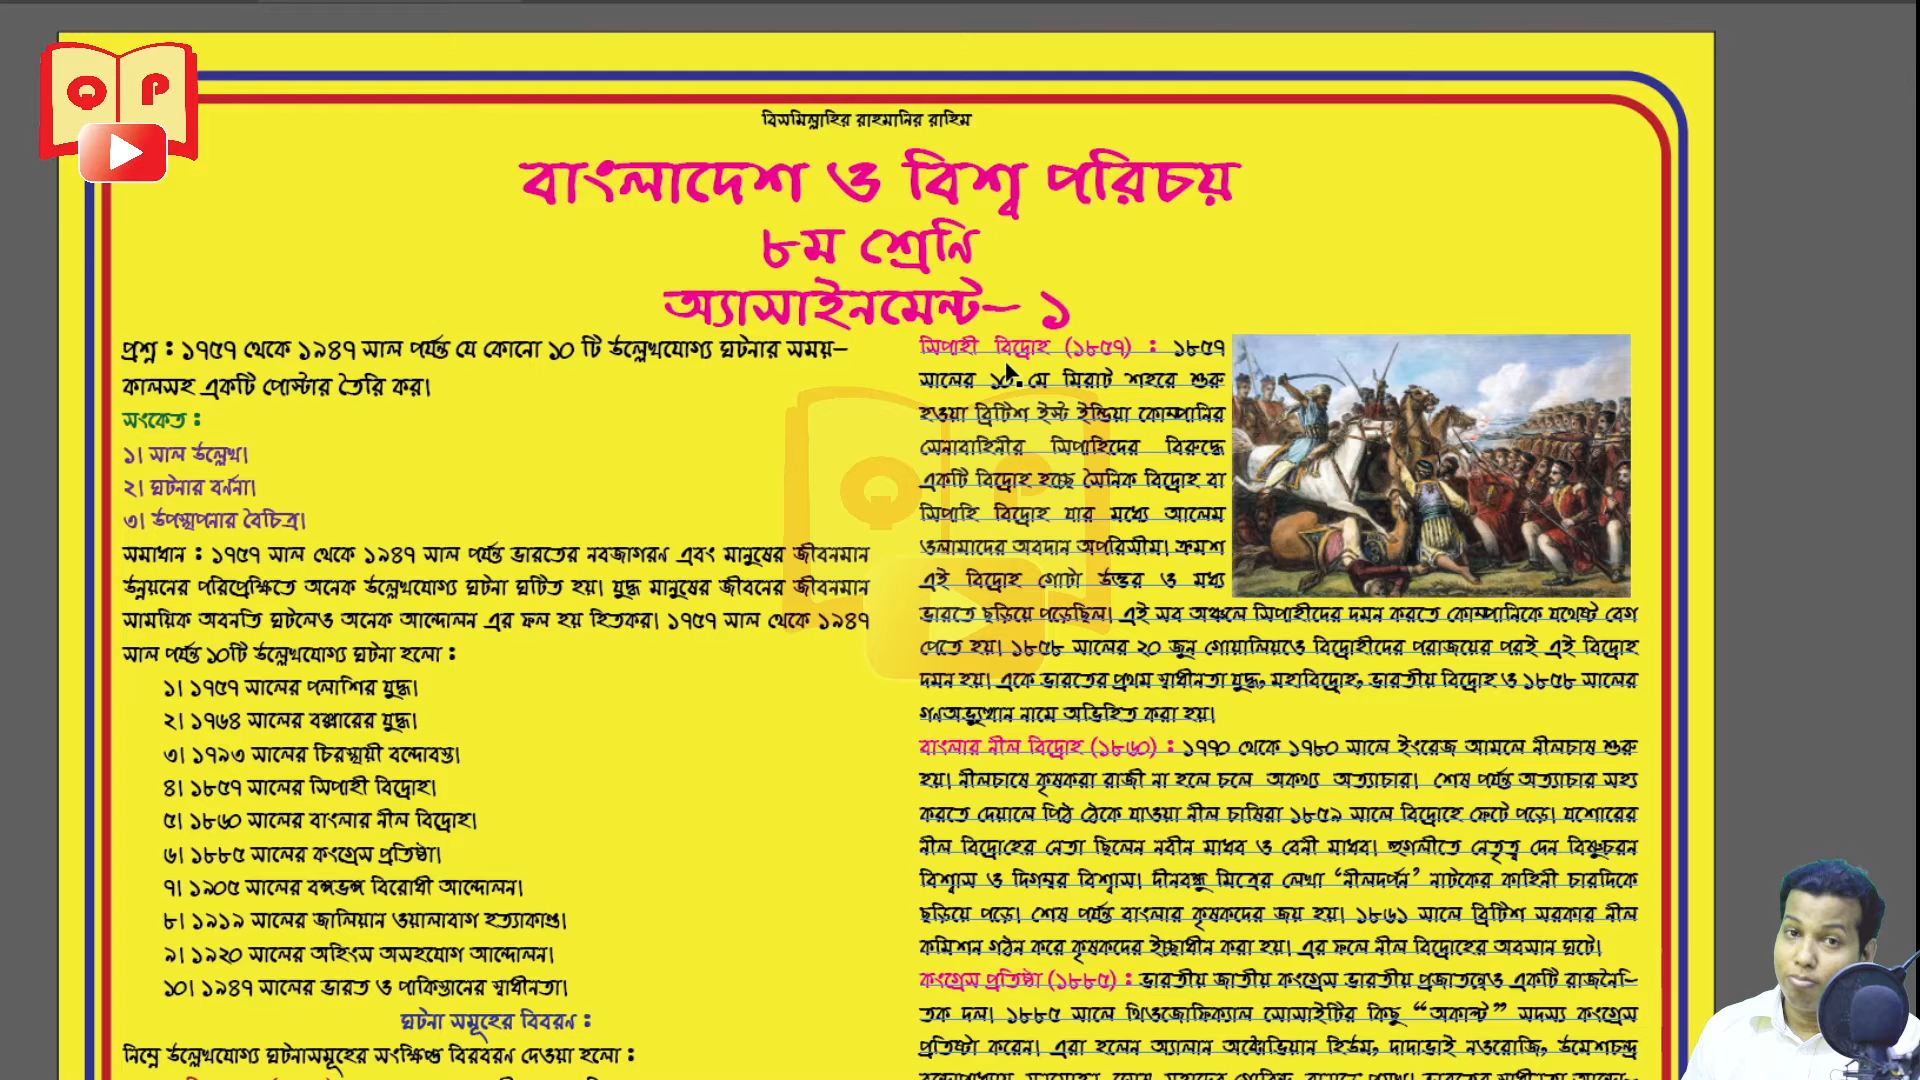 QP
বিসমিল্লাহির রাহমানির রাহিম
বাংলাদেশ ও বিশ্ব পরিচয়
৮ম শ্রেনি
অ্যাসাইনমেন্ট- ১
প্রশ্ন : ১৭৫৭ থেকে ১৯৪৭ সাল পর্যন্ত যে কোনো ১০ টি উল্লেখযোগ্য ঘটনার সময়-
কালসহ একটি পোস্টার তৈরি কর।
সংকেত :
১। সাল উল্লেখ।
২। ঘটনার বর্ননা।
৩। উপস্থাপনার বৈচিত্র।
সমাধান : ১৭৫৭ সাল থেকে ১৯৪৭ সাল পর্যন্ত ভারতের নবজাগরণ এবং মানুষের জীবনমান
উন্নয়নের পরিপ্রেক্ষিতে অনেক উল্লেখযোগ্য ঘটনা ঘটিত হয়। যুদ্ধ মানুষের জীবনের জীবনমান
সাময়িক অবনতি ঘটলেও অনেক আন্দোলন এর ফল হয় হিতকর। ১৭৫৭ সাল থেকে ১৯৪৭
সাল পর্যন্ত ১০টি উল্লেখযোগ্য ঘটনা হলো :
১। ১৭৫৭ সালের পলাশির যুদ্ধ।
২। ১৭৬৪ সালের বক্সারের যুদ্ধ।
৩। ১৭৯৩ সালের চিরস্থায়ী বন্দোবস্ত।
৪। ১৮৫৭ সালের সিপাহী বিদ্রোহ।
৫। ১৮৬০ সালের বাংলার নীল বিদ্রোহ।
৬। ১৮৮৫ সালের কংগ্রেস প্রতিষ্ঠা।
৭। ১৯০৫ সালের বঙ্গভঙ্গ বিরোধী আন্দোলন।
৮। ১৯১৯ সালের জালিয়ান ওয়ালাবাগ হত্যাকাণ্ড।
৯। ১৯২০ সালের অহিংস অসহযোগ আন্দোলন।
১০। ১৯৪৭ সালের ভারত ও পাকিস্তানের স্বাধীনতা।
ঘটনা সমূহের বিবরণ :
নিম্নে উল্লেখযোগ্য ঘটনাসমূহের সংক্ষিপ্ত বিরবরণ দেওয়া হলো :
সিপাহী বিদ্রোহ (১৮৫৭) : ১৮৫৭
সালের মে মিরাট শহরে শুরু
হওয়া ব্রিটিশ ইস্ট ইন্ডিয়া কোম্পানির
সেনাবাহিনীর সিপাহিদের বিরুদ্ধে
একটি বিদ্রোহ হচ্ছে সৈনিক বিদ্রোহ বা
সিপাহি বিদ্রোহ যার মধ্যে আলেম
ওলামাদের অবদান অপরিসীম। ক্রমশ
এই বিদ্রোহ গোটা উত্তর ও মধ্য
ভারতে ছড়িয়ে পড়েছিল। এই সব অঞ্চলে সিপাহীদের দমন করতে কোম্পানিকে যথেষ্ট বেগ
পেতে হয়। ১৮৫৮ সালের ২০ জুন গোয়ালিয়ওে বিদ্রোহীদের পরাজয়ের পরই এই বিদ্রোহ
দমন হয়। একে ভারতের প্রথম স্বাধীনতা যুদ্ধ, মহাবিদ্রোহ, ভারতীয় বিদ্রোহ ও ১৮৫৮ সালের
গণঅভ্যুত্থান নামে অভিহিত করা হয়।
বাংলার নীল বিদ্রোহ (১৮৬০) : ১৭৭০ থেকে ১৭৮০ সালে ইংরেজ আমলে নীলচাষ শুরু
হয়। নীলচাষে কৃষকরা রাজী না হলে চলে অকথ্য অত্যাচার। শেষ পর্যন্ত অত্যাচার সহ্য
করতে দেয়ালে পিঠ ঠেকে যাওয়া নীল চাষিরা ১৮৫৯ সালে বিদ্রোহে ফেটে পড়ে। যশোরের
নীল বিদ্রোহের নেতা ছিলেন নবীন মাধব ও বেনী মাধব। হুগলীতে নেতৃত্ব দেন বিষ্ণুচরন
বিশ্বাস ও দিগম্বর বিশ্বাস। দীনবন্ধু মিত্রের লেখা ‘নীলদর্পন’ নাটকের কাহিনী চারদিকে
ছড়িয়ে পড়ে। শেষ পর্যন্ত বাংলার কৃষকদের জয় হয়। ১৮৬১ সালে ব্রিটিশ সরকার নীল
কমিশন গঠন করে কৃষকদের ইচ্ছাধীন করা হয়। এর ফলে নীল বিদ্রোহের অবসান ঘটে।
কংগ্রেস প্রতিষ্ঠা (১৮৮৫) : ভারতীয় জাতীয় কংগ্রেস ভারতীয় প্রজাতন্ত্রেও একটি রাজনৈ-
তিক দল। ১৮৮৫ সালে থিওজোফিক্যাল সোসাইটির কিছু “অকাল্ট” সদস্য কংগ্রেস
প্রতিষ্টা করেন। এরা হলেন অ্যালান অক্টোভিয়ান হিউম, দাদাভাই নওরোজি, উমেশচন্দ্র